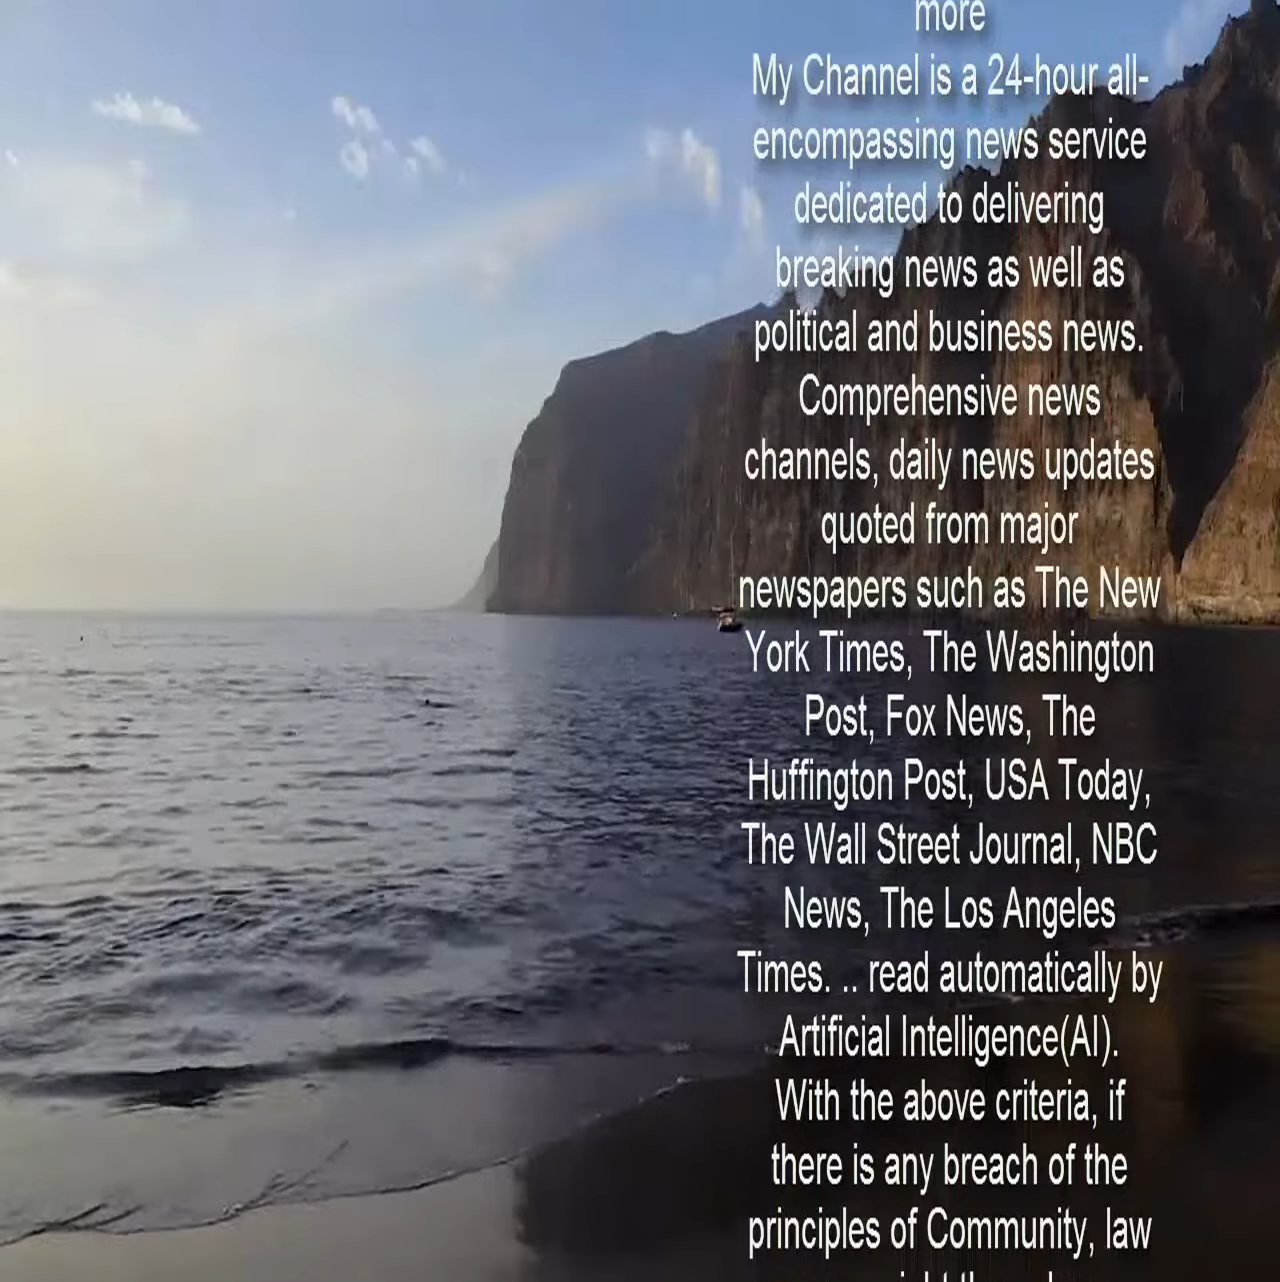 more
My Channel is a 24-hour all-
encompassing news service
dedicated to delivering
breaking news as well as
political and business news.
Comprehensive news
channels, daily news updates
quoted from major
newspapers such as The New
York Times, The Washington
Post, Fox News, The
Huffington Post, USA Today,
The Wall Street Journal, NBC
News, The Los Angeles
Times. .. read automatically by
Artificial Intelligence(AI).
With the above criteria, if
there is any breach of the
principles of Community, law